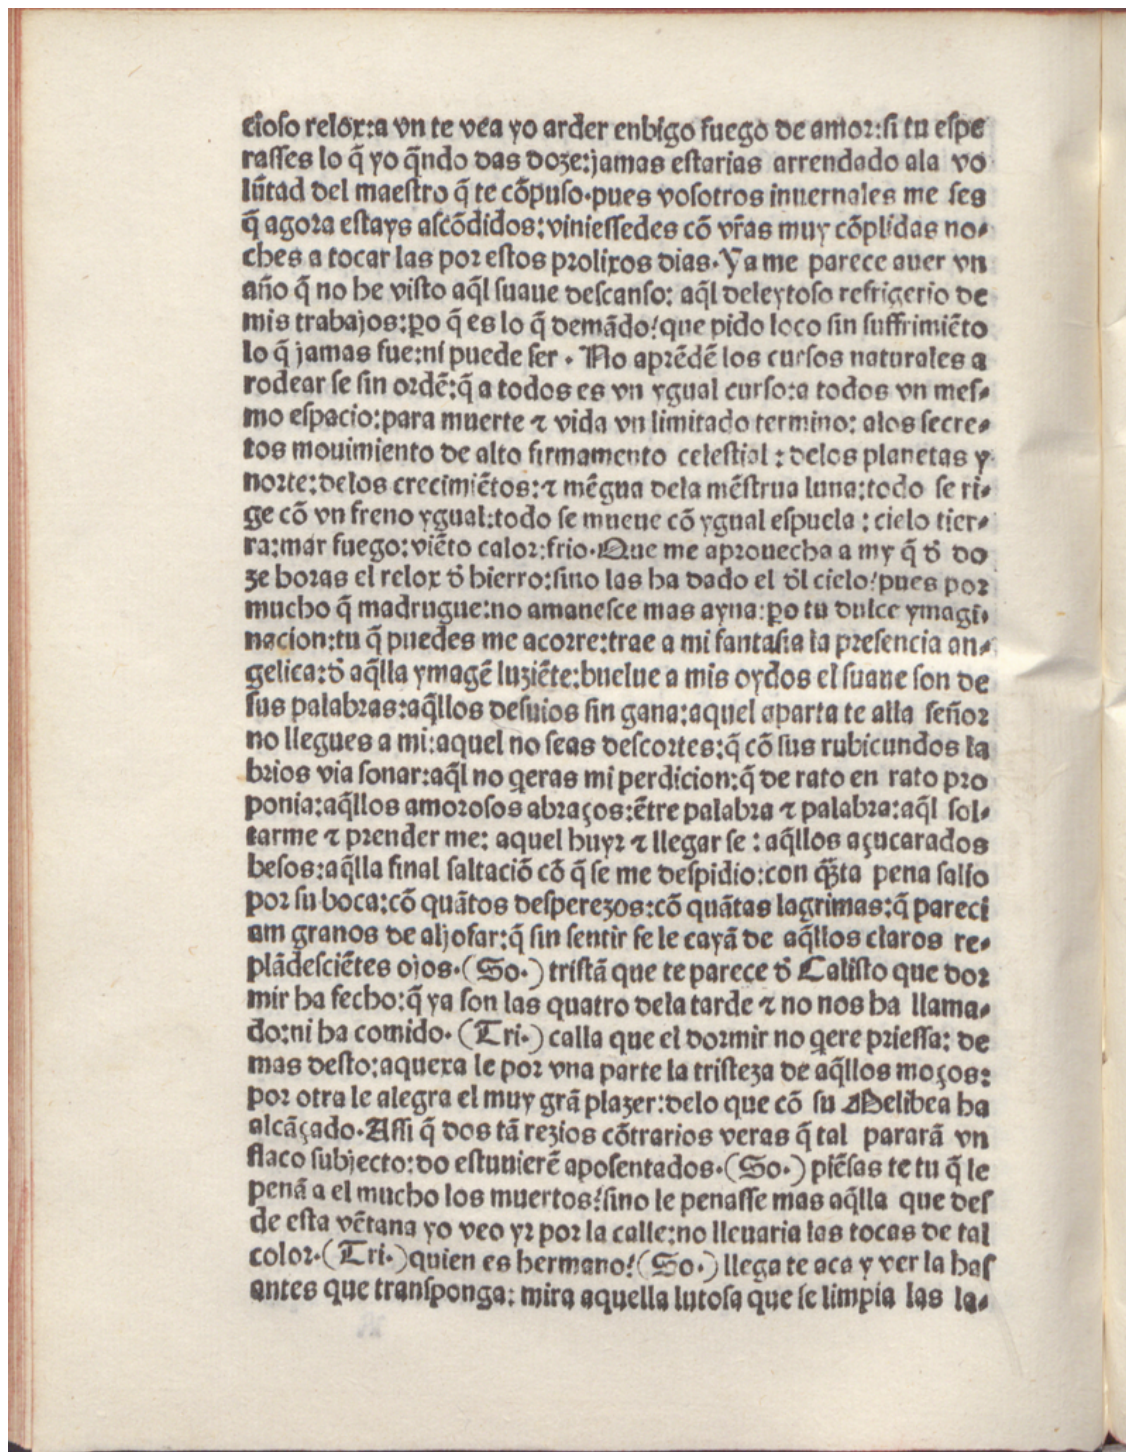 cioso relox:a vn te vea yo arder enbigo fuego de amor:si tu espe
rasses lo q̃ yo q̃ndo das doze:jamas estarias arrendado ala vo
lũtad del maestro q̃ te cõpuso·pues vosotros inuernales me ses
q̃ agora estays ascõdidos:viniessedes cõ vr̃as muy cõplidas no-
ches a tocar las por estos prolixos dias·Ya me parece auer vn
año q̃ no he visto aq̃l suaue descanso: aq̃l deleytoso refrigerio de
mis trabajos:ꝑo q̃ es lo q̃ demãdo?que pido loco sin suffrimiẽto
lo q̃ jamas fue:ni puede ser · No aprẽdẽ los cursos naturales a
rodear se sin ordẽ:q̃ a todos es vn ygual curso:a todos vn mes-
mo espacio:para muerte ⁊ vida vn limitado termino: alos secre-
tos mouimiento de alto firmamento celestial : delos planetas y
norte:delos crecimiẽtos:⁊ mẽgua dela mẽstrua luna:todo se ri-
ge cõ vn freno ygual:todo se mueue cõ ygual espuela : cielo tier-
ra:mar fuego:viẽto calor:frio·Que me aprouecha a my q̃ d̃ do
ze horas el relox d̃ hierro:sino las ha dado el d̃l cielo?pues por
mucho q̃ madrugue:no amanesce mas ayna:ꝑo tu dulce ymagi-
nacion:tu q̃ puedes me acorre:trae a mi fantasia la presencia an-
gelica:d̃ aq̃lla ymagẽ luziẽte:buelue a mis oydos el suaue son de
sus palabras:aq̃llos desuios sin gana:aquel aparta te alla señor
no llegues a mi:aquel no seas descortes:q̃ cõ sus rubicundos la
brios via sonar:aq̃l no q̃eras mi perdicion:q̃ de rato en rato pro
ponia:aq̃llos amorosos abraços:ẽtre palabra ⁊ palabra:aq̃l sol-
tarme ⁊ prender me: aquel huyr ⁊ llegar se : aq̃llos açucarados
besos:aq̃lla final saltaciõ cõ q̃ se me despidio:con q̃̃ta pena salio
por su boca:cõ quãtos desperezos:cõ quãtas lagrimas:q̃ pareci
am granos de aljofar:q̃ sin sentir se le cayã de aq̃llos claros re-
plãdesciẽtes ojos·(So·) tristã que te parece d̃ Calisto que dor
mir ha fecho:q̃ ya son las quatro dela tarde ⁊ no nos ha llama-
do:ni ha comido· (Tri·) calla que el dormir no q̃ere priessa: de
mas desto:aquexa le por vna parte la tristeza de aq̃llos moços:
por otra le alegra el muy grã plazer:delo que cõ su Melibea ha
alcãçado·Assi q̃ dos tã rezios cõtrarios veras q̃ tal pararã vn
flaco subjecto:do estuuierẽ aposentados·(So·) piẽsas te tu q̃ le
penã a el mucho los muertos?sino le penasse mas aq̃lla que des
de esta vẽtana yo veo yr por la calle:no lleuaria las tocas de tal
color·(Tri·)quien es hermano?(So·) llega te aca y ver la has
antes que transponga: mira aquella lutosa que se limpia las la-